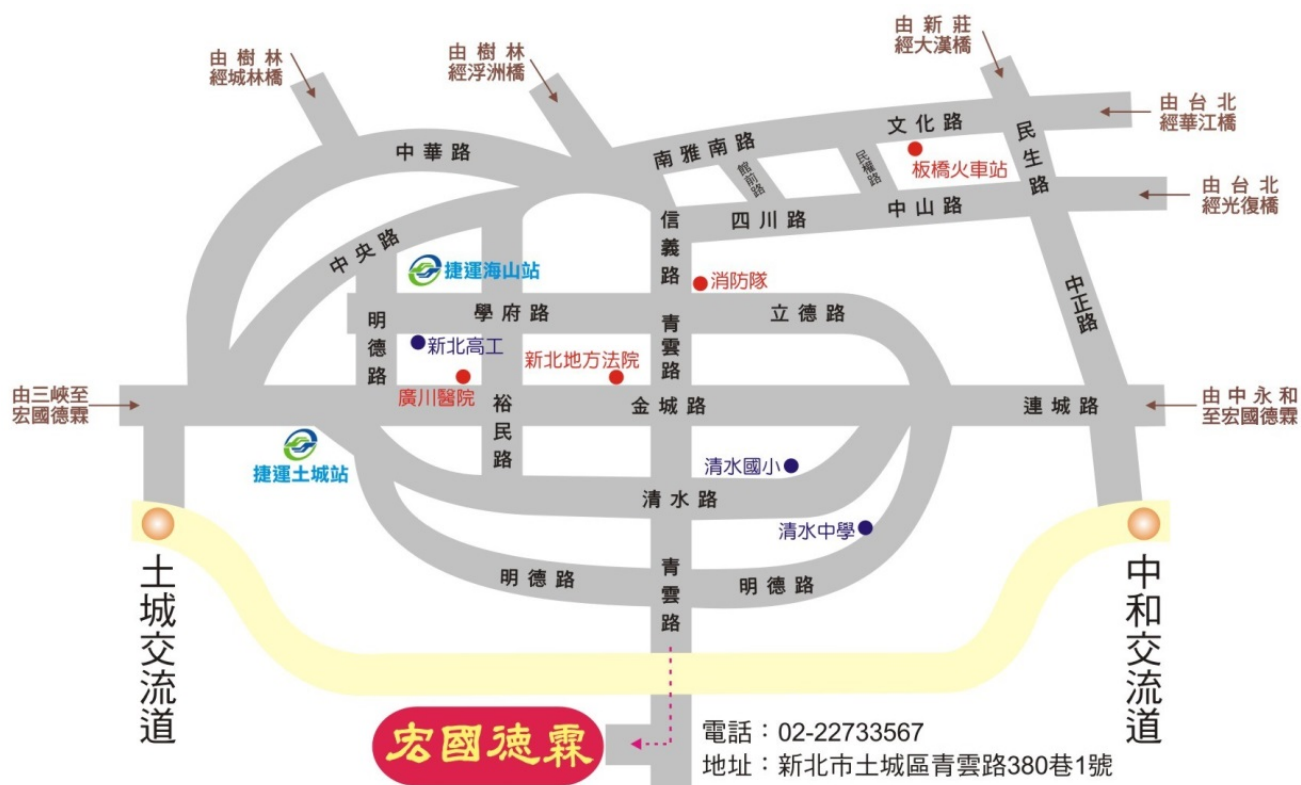 由新莊
經大漢橋
由樹林
經城林橋
由樹林
經浮洲橋
由台北
經華江橋
文化路
南雅南路
中華路
民生路
館前路
民權路
板橋火車站
由台北
經光復橋
中山路
四川路
信義路
中央路
捷運海山站
消防隊
中正路
學府路
立德路
明德路
青雲路
新北高工
新北地方法院
廣川醫院
由三峽至
宏國德霖
裕民路
金城路
連城路
由中永和
至宏國德霖
捷運土城站
清水國小
清水路
清水中學
明德路
青雲路
明德路
土城交流道
中和交流道
宏國德霖
電話：02-22733567
地址：新北市土城區青雲路380巷1號